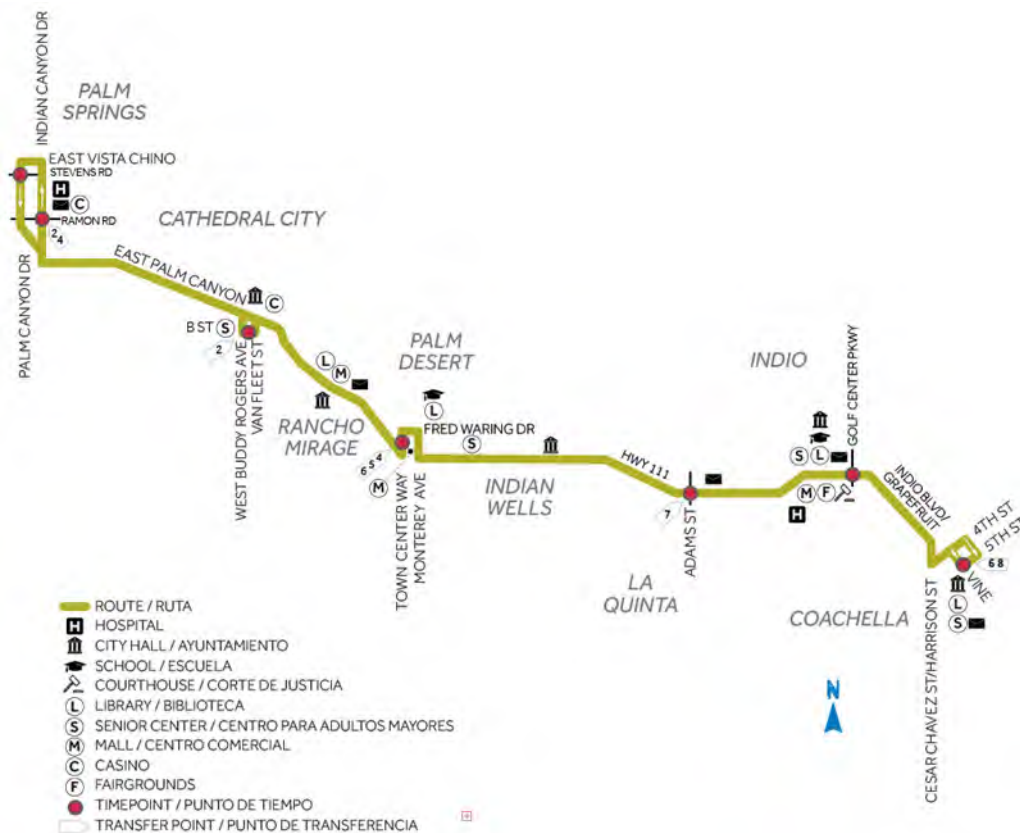 INDIAN CANYON DR
PALM
SPRINGS
EAST VISTA CHINO
STEVENS RD
H
C
RAMON RD
2 4
CATHEDRAL CITY
PALM CANYON DR
EAST PALM CANYON
C
B ST S
2
WEST BUDDY ROGERS AVE
VAN FLEET ST
L
M
RANCHO
MIRAGE
PALM
DESERT
L
FRED WARING DR
S
6 5 4
M
TOWN CENTER WAY
MONTEREY AVE
INDIAN
WELLS
HWY 111
7
ADAMS ST
LA
QUINTA
INDIO
S L
M F
H
GOLF CENTER PKWY
INDIO BLVD/
GRAPEFRUIT
4TH ST
5TH ST
6 8
VINE
L
S
COACHELLA
CESAR CHAVEZ ST/HARRISON ST
N
ROUTE / RUTA
H HOSPITAL
CITY HALL / AYUNTAMIENTO
SCHOOL / ESCUELA
COURTHOUSE / CORTE DE JUSTICIA
L LIBRARY / BIBLIOTECA
S SENIOR CENTER / CENTRO PARA ADULTOS MAYORES
M MALL / CENTRO COMERCIAL
C CASINO
F FAIRGROUNDS
TIMEPOINT / PUNTO DE TIEMPO
TRANSFER POINT / PUNTO DE TRANSFERENCIA